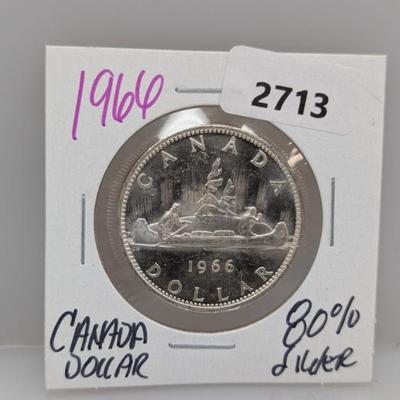 1966
2713
CANADA
1966
DOLLAR
CANADA
DOLLAR
80%
SILVER